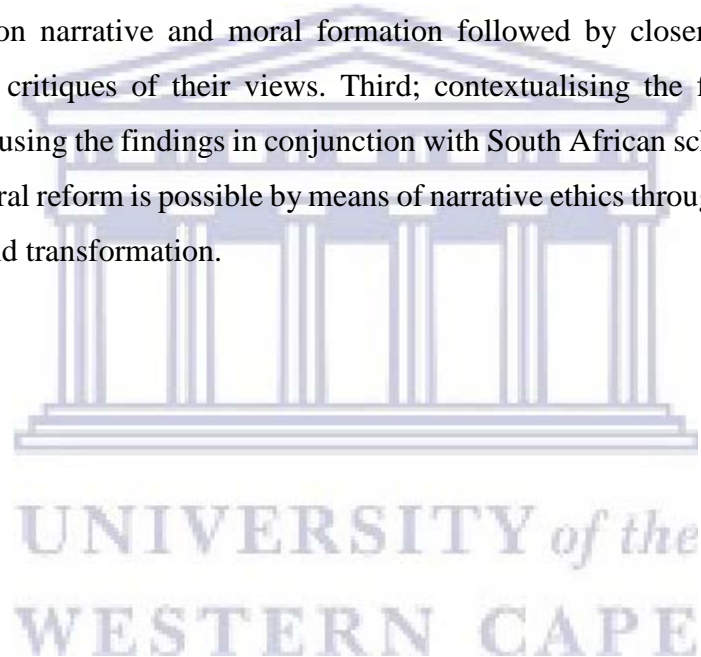 on narrative and moral formation followed by closer
critiques of their views. Third; contextualising the f
using the findings in conjunction with South African sc
ral reform is possible by means of narrative ethics throug
d transformation.
UNIVERSITY of the
WESTERN CAPE